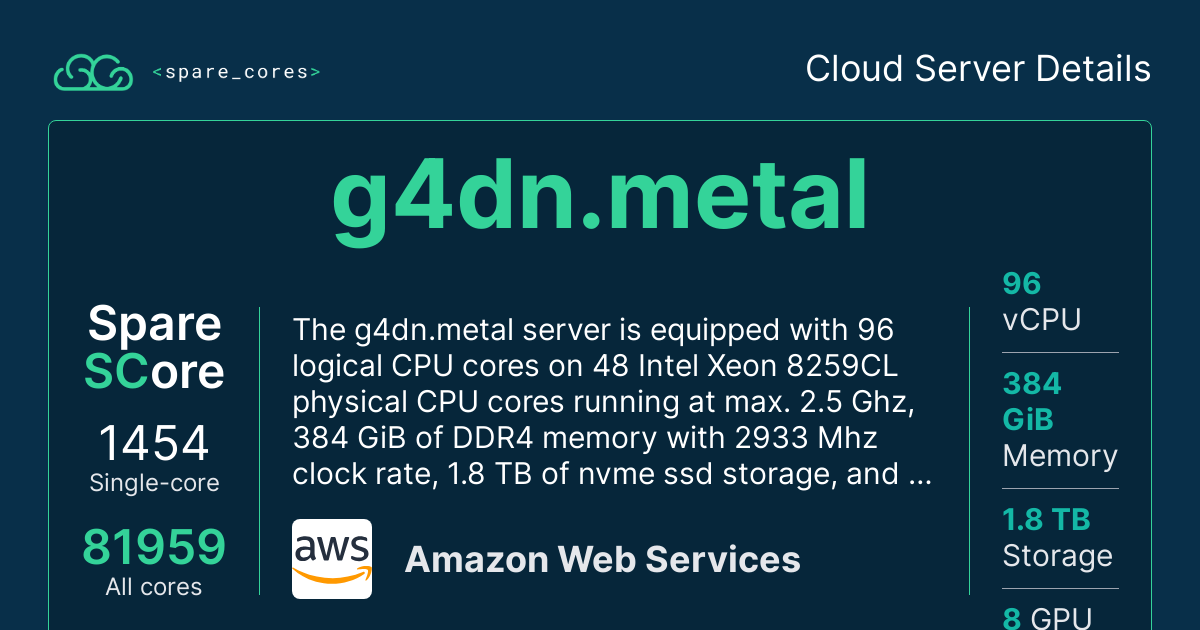 <spare_cores>
Cloud Server Details
g4dn.metal
Spare
SCore
1454
Single-core
81959
All cores
The g4dn.metal server is equipped with 96
logical CPU cores on 48 Intel Xeon 8259CL
physical CPU cores running at max. 2.5 Ghz,
384 GiB of DDR4 memory with 2933 Mhz
clock rate, 1.8 TB of nvme ssd storage, and ...
aws
Amazon Web Services
96
vCPU
384
GiB
Memory
1.8 TB
Storage
8 GPU